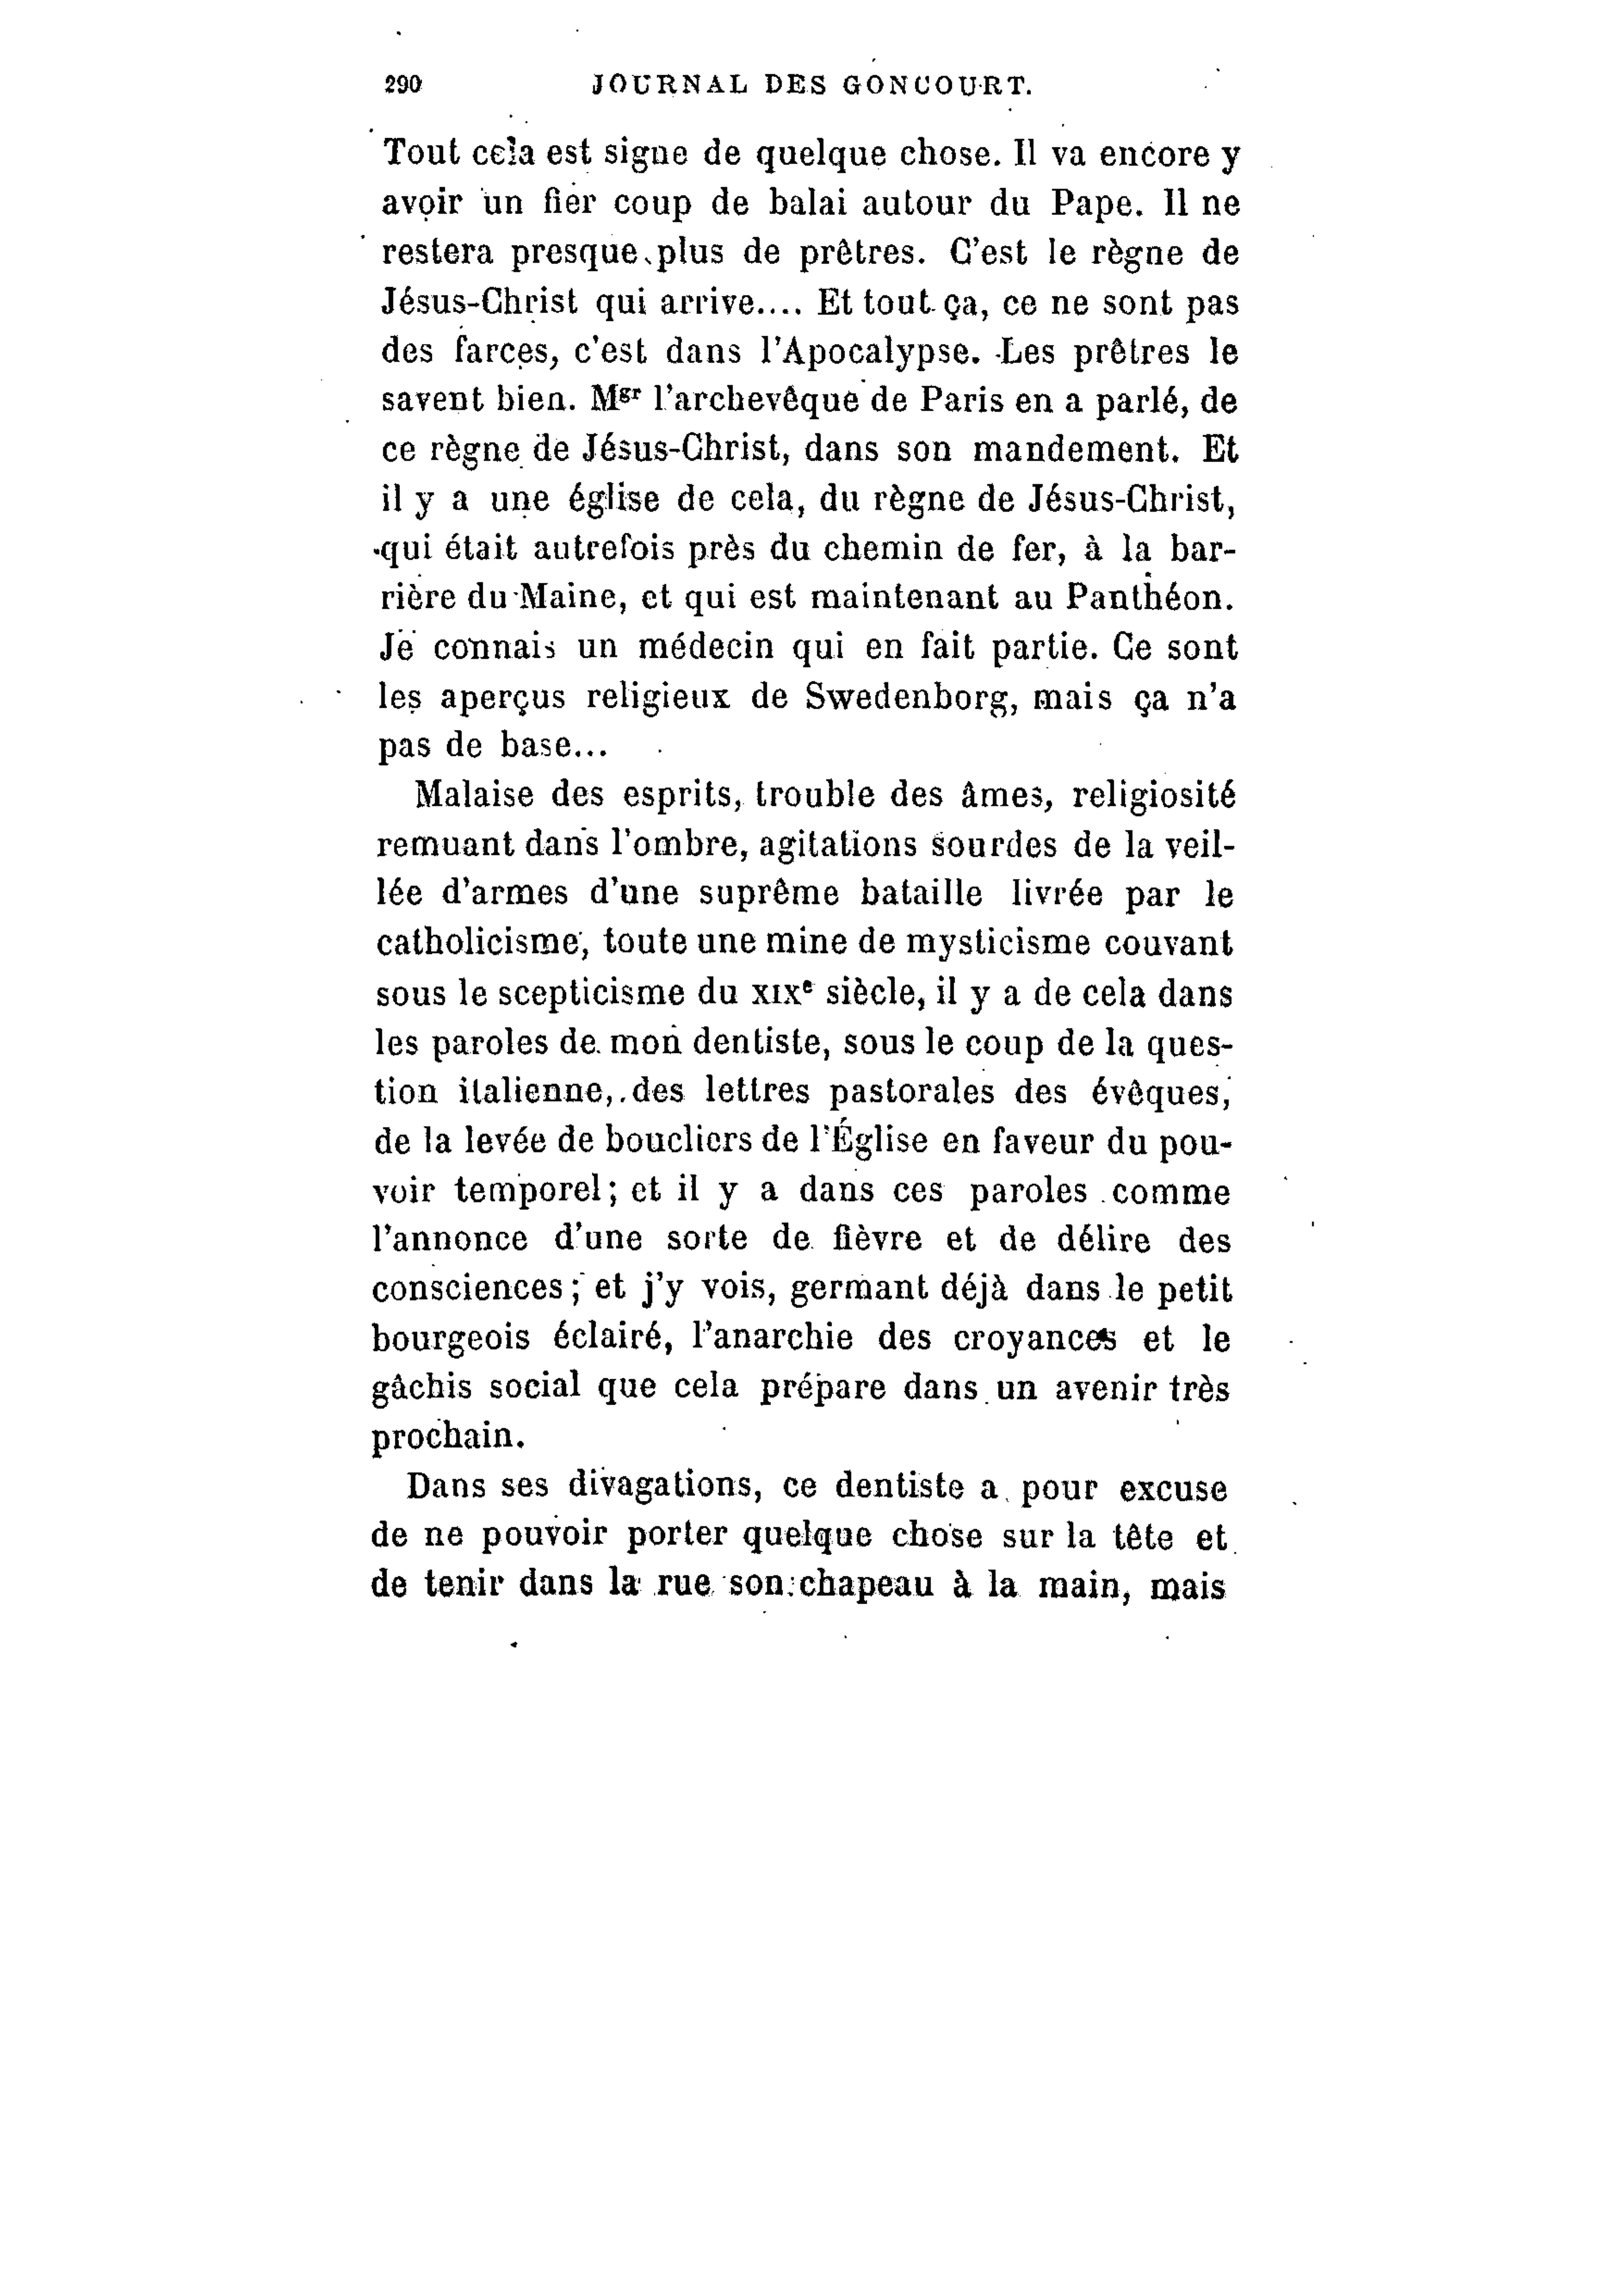 290 JOURNAL DES GONCOURT.
Tout cela est signe de quelque chose. Il va encore y
avoir un fier coup de balai autour du Pape. Il ne
restera presque plus de prêtres. C'est le règne de
Jésus-Christ qui arrive.... Et tout ça, ce ne sont pas
des farces, c'est dans l'Apocalypse. Les prêtres le
savent bien. Mgr l'archevêque de Paris en a parlé, de
ce règne de Jésus-Christ, dans son mandement. Et
il y a une église de cela, du règne de Jésus-Christ,
qui était autrefois près du chemin de fer, à la bar-
rière du Maine, et qui est maintenant au Panthéon.
Je connais un médecin qui en fait partie. Ce sont
les aperçus religieux de Swedenborg, mais ça n'a
pas de base...
Malaise des esprits, trouble des âmes, religiosité
remuant dans l'ombre, agitations sourdes de la veil-
lée d'armes d'une suprême bataille livrée par le
catholicisme, toute une mine de mysticisme couvant
sous le scepticisme du XIXe siècle, il y a de cela dans
les paroles de mon dentiste, sous le coup de la ques-
tion italienne, des lettres pastorales des évêques,
de la levée de boucliers de l'Église en faveur du pou-
voir temporel; et il y a dans ces paroles comme
l'annonce d'une sorte de fièvre et de délire des
consciences; et j'y vois, germant déjà dans le petit
bourgeois éclairé, l'anarchie des croyances et le
gâchis social que cela prépare dans un avenir très
prochain.
Dans ses divagations, ce dentiste a pour excuse
de ne pouvoir porter quelque chose sur la tête et
de tenir dans la rue son chapeau à la main, mais